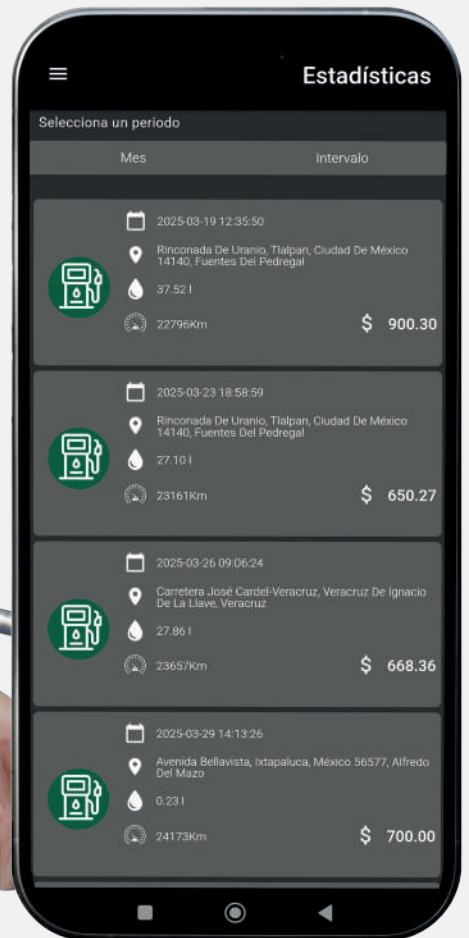 Estadísticas
Selecciona un periodo
Mes Intervalo
2025-03-19 12:35:50
Rinconada De Uranio, Tlalpan, Ciudad De México
14140, Fuentes Del Pedregal
37.52 l
22796Km $ 900.30
2025-03-23 18:58:59
Rinconada De Uranio, Tlalpan, Ciudad De México
14140, Fuentes Del Pedregal
27.10 l
23161Km $ 650.27
2025-03-26 09:06:24
Carretera José Cardel-Veracruz, Veracruz De Ignacio
De La Llave, Veracruz
27.86 l
23657Km $ 668.36
2025-03-29 14:13:26
Avenida Bellavista, Ixtapaluca, México 56577, Alfredo
Del Mazo
0.23 l
24173Km $ 700.00